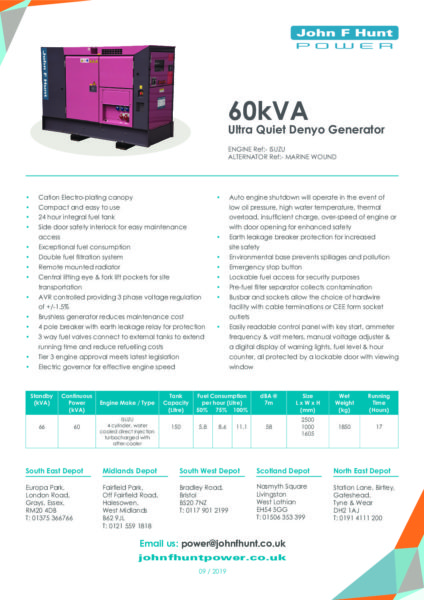 John F Hunt
POWER
John F Hunt
60kVA
Ultra Quiet Denyo Generator
ENGINE Ref:- ISUZU
ALTERNATOR Ref:- MARINE WOUND
• Cation Electro-plating canopy
• Compact and easy to use
• 24 hour integral fuel tank
• Side door safety interlock for easy maintenance
access
• Exceptional fuel consumption
• Double fuel filtration system
• Remote mounted radiator
• Central lifting eye & fork lift pockets for site
transportation
• AVR controlled providing 3 phase voltage regulation
of +/-1.5%
• Brushless generator reduces maintenance cost
• 4 pole breaker with earth leakage relay for protection
• 3 way fuel valves connect to external tanks to extend
running time and reduce refuelling costs
• Tier 3 engine approval meets latest legislation
• Electric governor for effective engine speed
• Auto engine shutdown will operate in the event of
low oil pressure, high water temperature, thermal
overload, insufficient charge, over-speed of engine or
with door opening for enhanced safety
• Earth leakage breaker protection for increased
site safety
• Environmental base prevents spillages and pollution
• Emergency stop button
• Lockable fuel access for security purposes
• Pre-fuel filter separator collects contamination
• Busbar and sockets allow the choice of hardwire
facility with cable terminations or CEE form socket
outlets
• Easily readable control panel with key start, ammeter
frequency & volt meters, manual voltage adjuster &
a digital display of warning lights, fuel level & hour
counter, all protected by a lockable door with viewing
window
Standby (kVA) Continuous Power (kVA) Engine Make / Type Tank Capacity (Litre) Fuel Consumption per hour (Litre) 50% 75% 100% dBA @ 7m Size L x W x H (mm) Wet Weight (kg) Running Time (Hours)
66 60 ISUZU 4 cylinder, water cooled direct injection turbocharged with after-cooler 150 5.8 8.6 11.1 58 2500 1000 1605 1850 17
South East Depot
Europa Park,
London Road,
Grays, Essex,
RM20 4DB
T: 01375 366766
Midlands Depot
Fairfield Park,
Off Fairfield Road,
Halesowen,
West Midlands
B62 9JL
T: 0121 559 1818
South West Depot
Bradley Road,
Bristol
BS20 7NZ
T: 0117 901 2199
Scotland Depot
Nasmyth Square
Livingston
West Lothian
EH54 5GG
T: 01506 353 399
North East Depot
Station Lane, Birtley,
Gateshead,
Tyne & Wear
DH2 1AJ
T: 0191 4111 200
Email us: power@johnfhunt.co.uk
johnfhuntpower.co.uk
09 / 2019